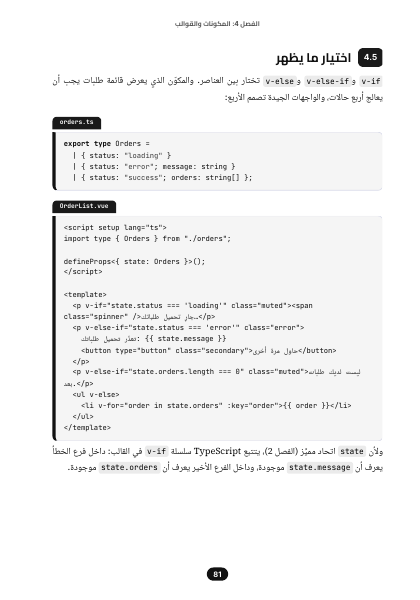 الفصل 4: المكونات والقوالب
4.5 اختيار ما يظهر
v-if و v-else-if و v-else تختار بين العناصر. والمكوّن الذي يعرض قائمة طلبات يجب أن
يعالج أربع حالات، والواجهات الجيدة تصمم الأربع:
orders.ts
export type Orders =
  | { status: "loading" }
  | { status: "error"; message: string }
  | { status: "success"; orders: string[] };
OrderList.vue
<script setup lang="ts">
import type { Orders } from "./orders";
defineProps<{ state: Orders }>();
</script>
<template>
  <p v-if="state.status === 'loading'" class="muted"><span
class="spinner" />جارٍ تحميل طلباتك…</p>
  <p v-else-if="state.status === 'error'" class="error">
    تعذّر تحميل طلباتك: {{ state.message }}
    <button type="button" class="secondary">حاول مرة أخرى</button>
  </p>
  <p v-else-if="state.orders.length === 0" class="muted">ليست لديك طلبات
بعد.</p>
  <ul v-else>
    <li v-for="order in state.orders" :key="order">{{ order }}</li>
  </ul>
</template>
ولأن state اتحاد مميّز (الفصل 2)، يتتبع TypeScript سلسلة v-if في القالب: داخل فرع الخطأ
يعرف أن state.message موجودة، وداخل الفرع الأخير يعرف أن state.orders موجودة.
81